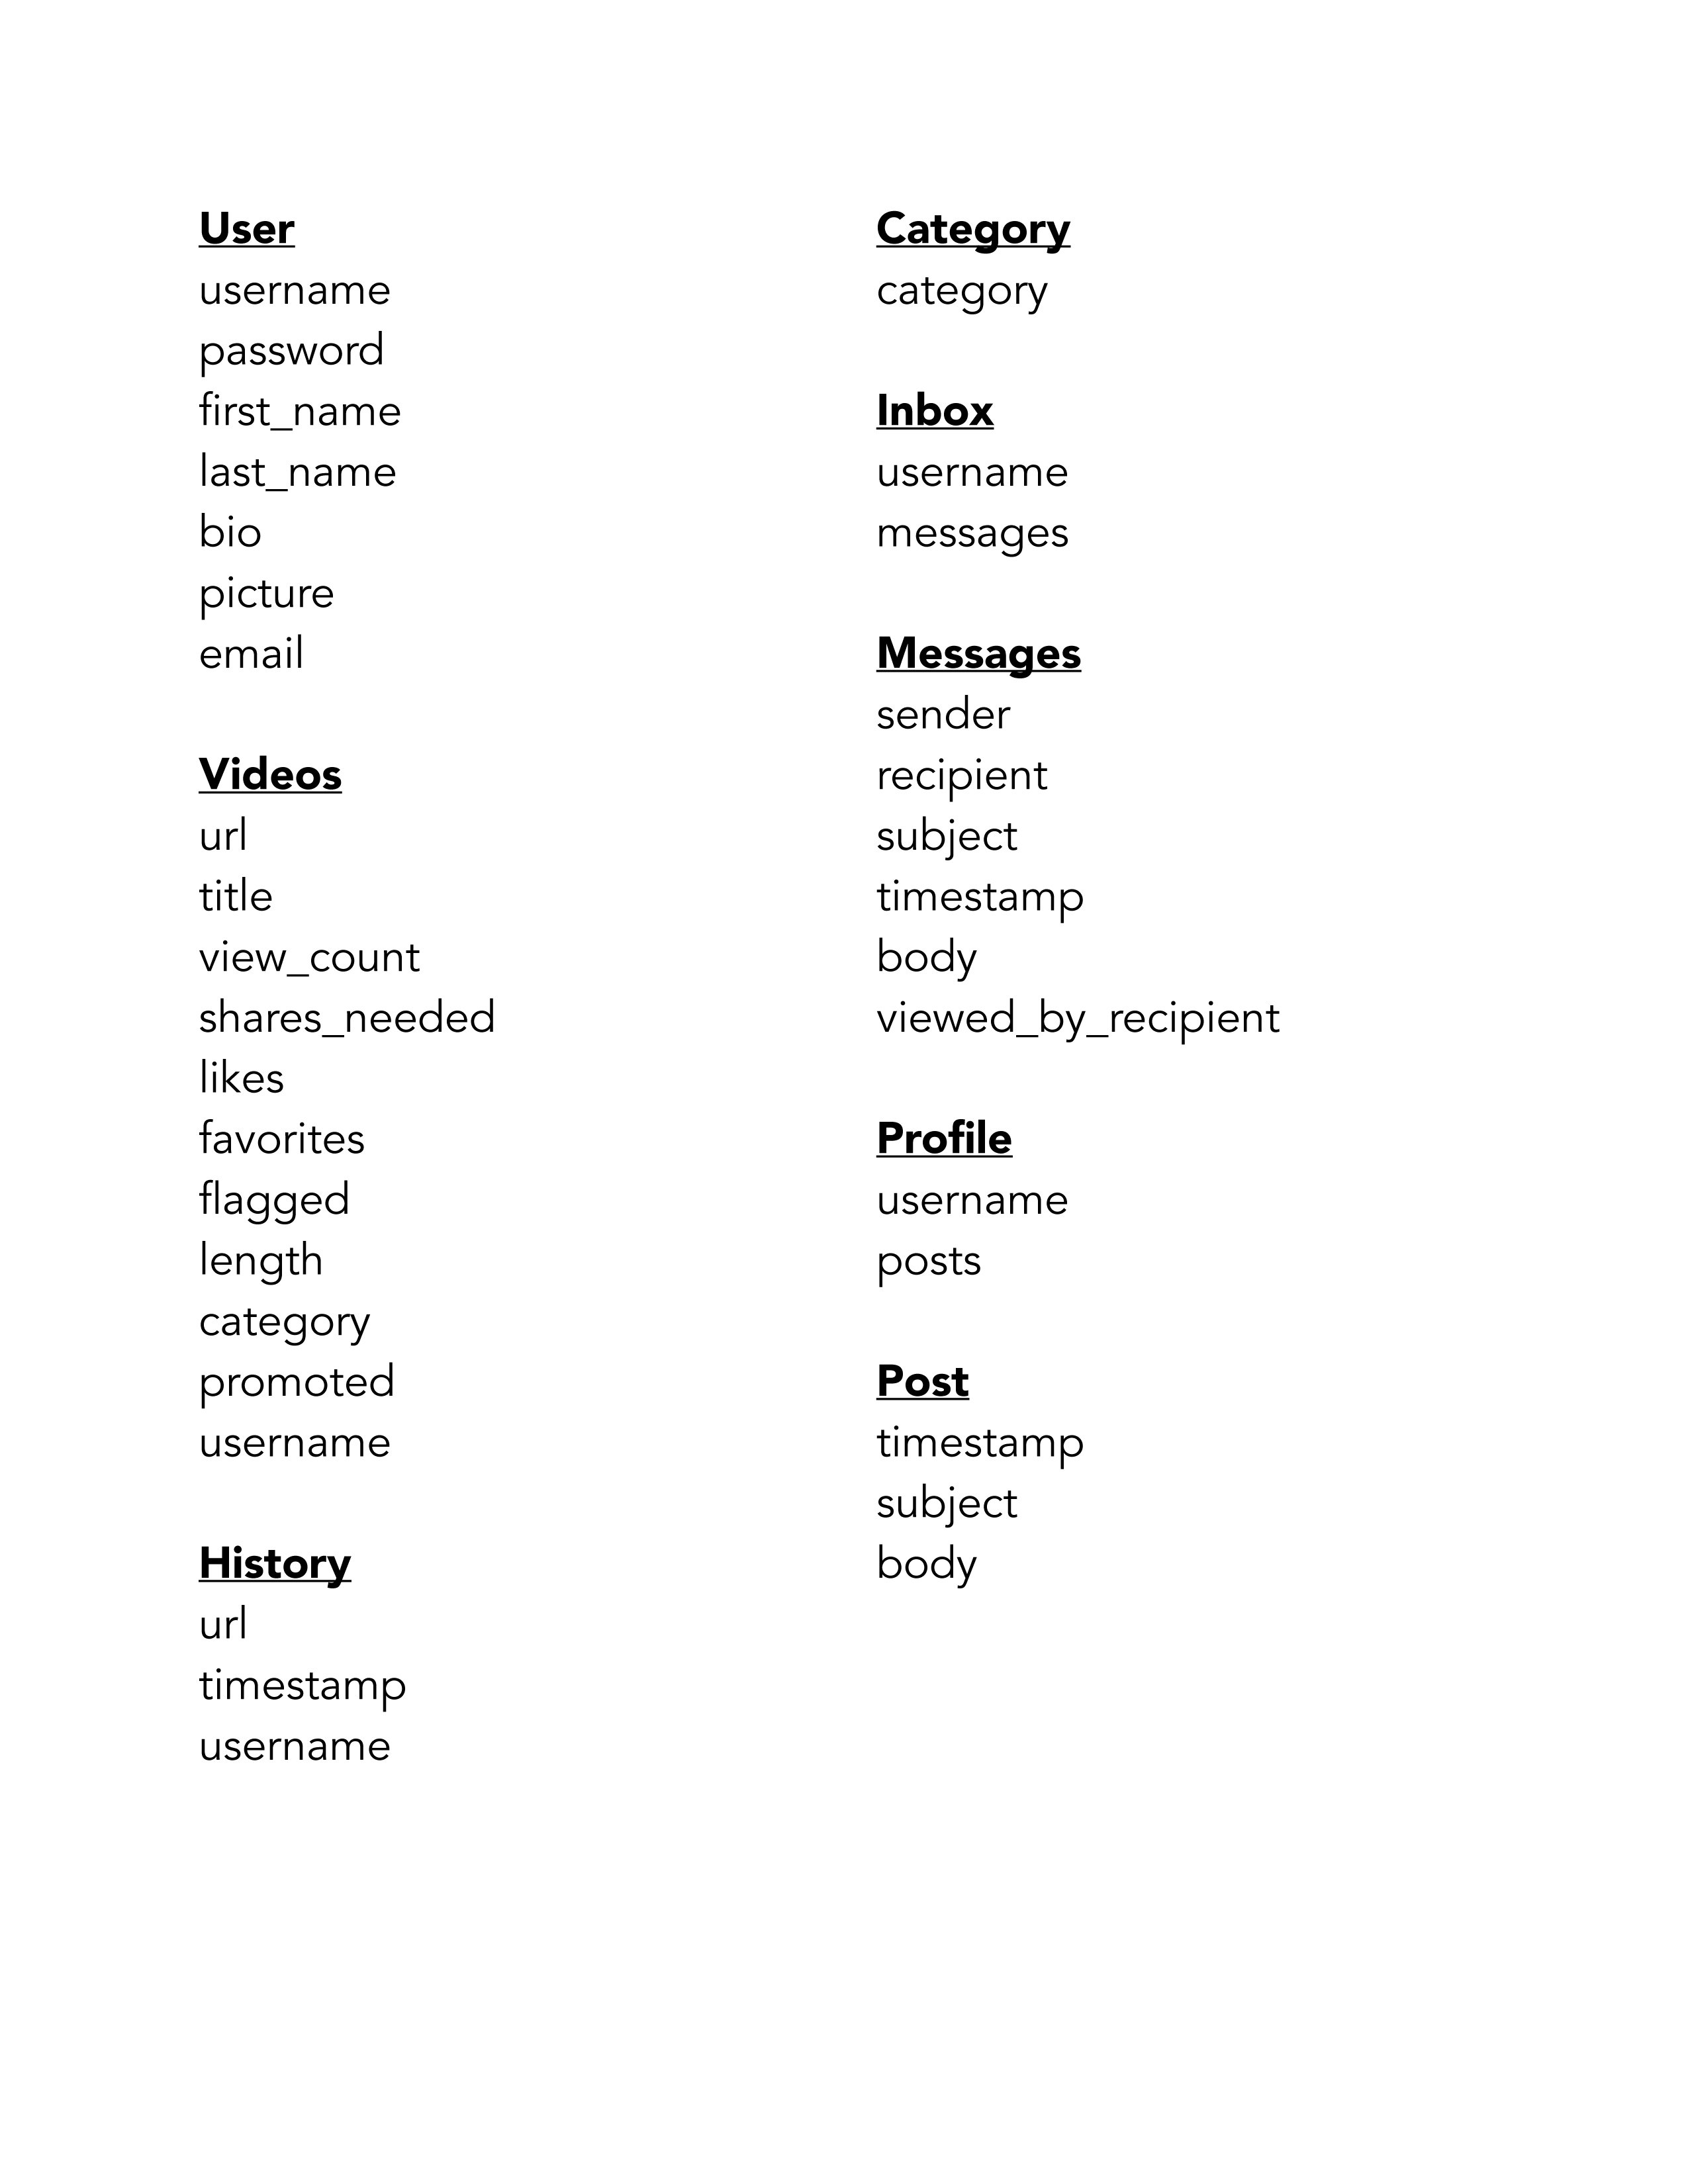 User
username
password
first_name
last_name
bio
picture
email
Videos
url
title
view_count
shares_needed
likes
favorites
flagged
length
category
promoted
username
History
url
timestamp
username
Category
category
Inbox
username
messages
Messages
sender
recipient
subject
timestamp
body
viewed_by_recipient
Profile
username
posts
Post
timestamp
subject
body